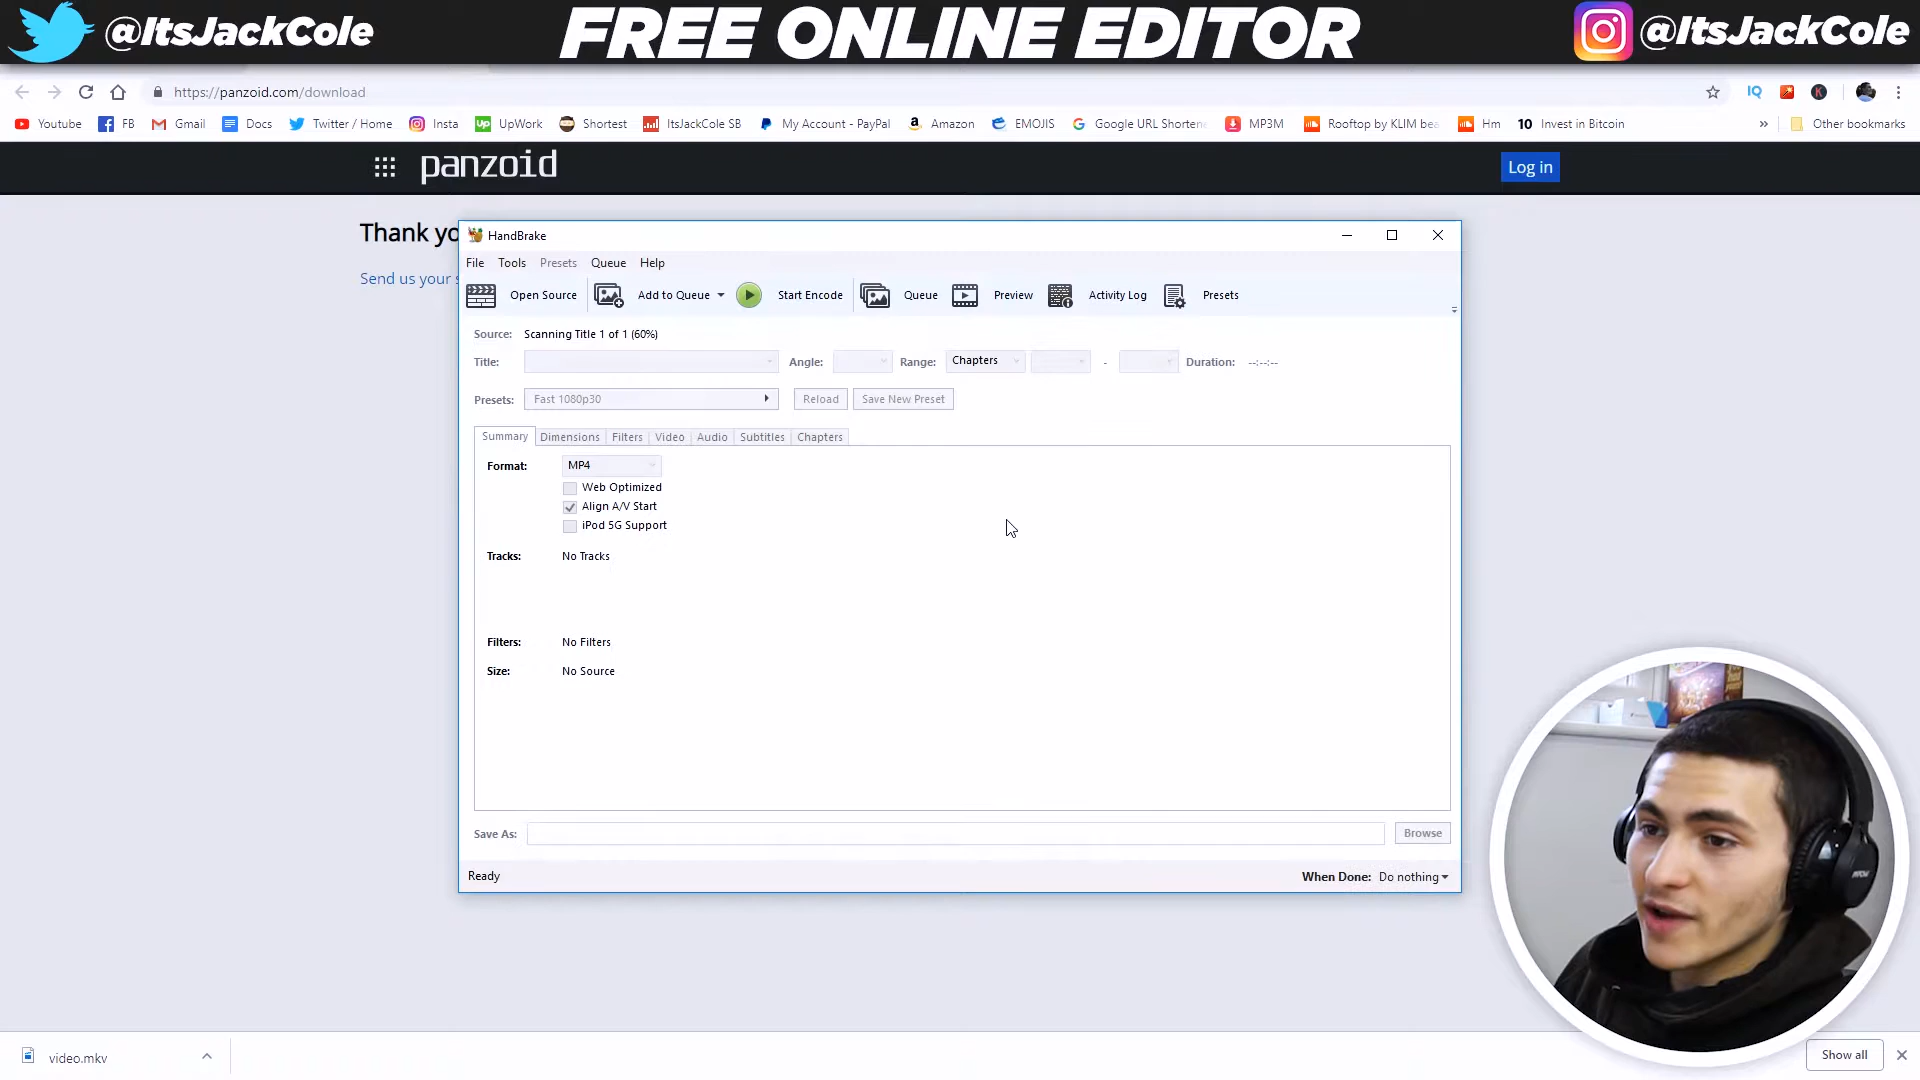 @ItsJackCole
FREE ONLINE EDITOR
@ItsJackCole
https://panzoid.com/download
IQ
K
Youtube
FB
Gmail
Docs
Twitter / Home
Insta
Up
UpWork
Shortest
ItsJackCole SB
My Account - PayPal
Amazon
EMOJIS
Google URL Shortene
MP3M
Rooftop by KLIM bea
Hm
10 Invest in Bitcoin
»
Other bookmarks
panzoid
Log in
Thank yo
Send us your s
HandBrake
File Tools Presets Queue Help
Open Source
Add to Queue
Start Encode
Queue
Preview
Activity Log
Presets
Source: Scanning Title 1 of 1 (60%)
Title:
Angle:
Range: Chapters
-
Duration: --:--:--
Presets: Fast 1080p30
Reload
Save New Preset
Summary Dimensions Filters Video Audio Subtitles Chapters
Format: MP4
Web Optimized
Align A/V Start
iPod 5G Support
Tracks: No Tracks
Filters: No Filters
Size: No Source
Save As:
Browse
Ready
When Done: Do nothing
video.mkv
Show all